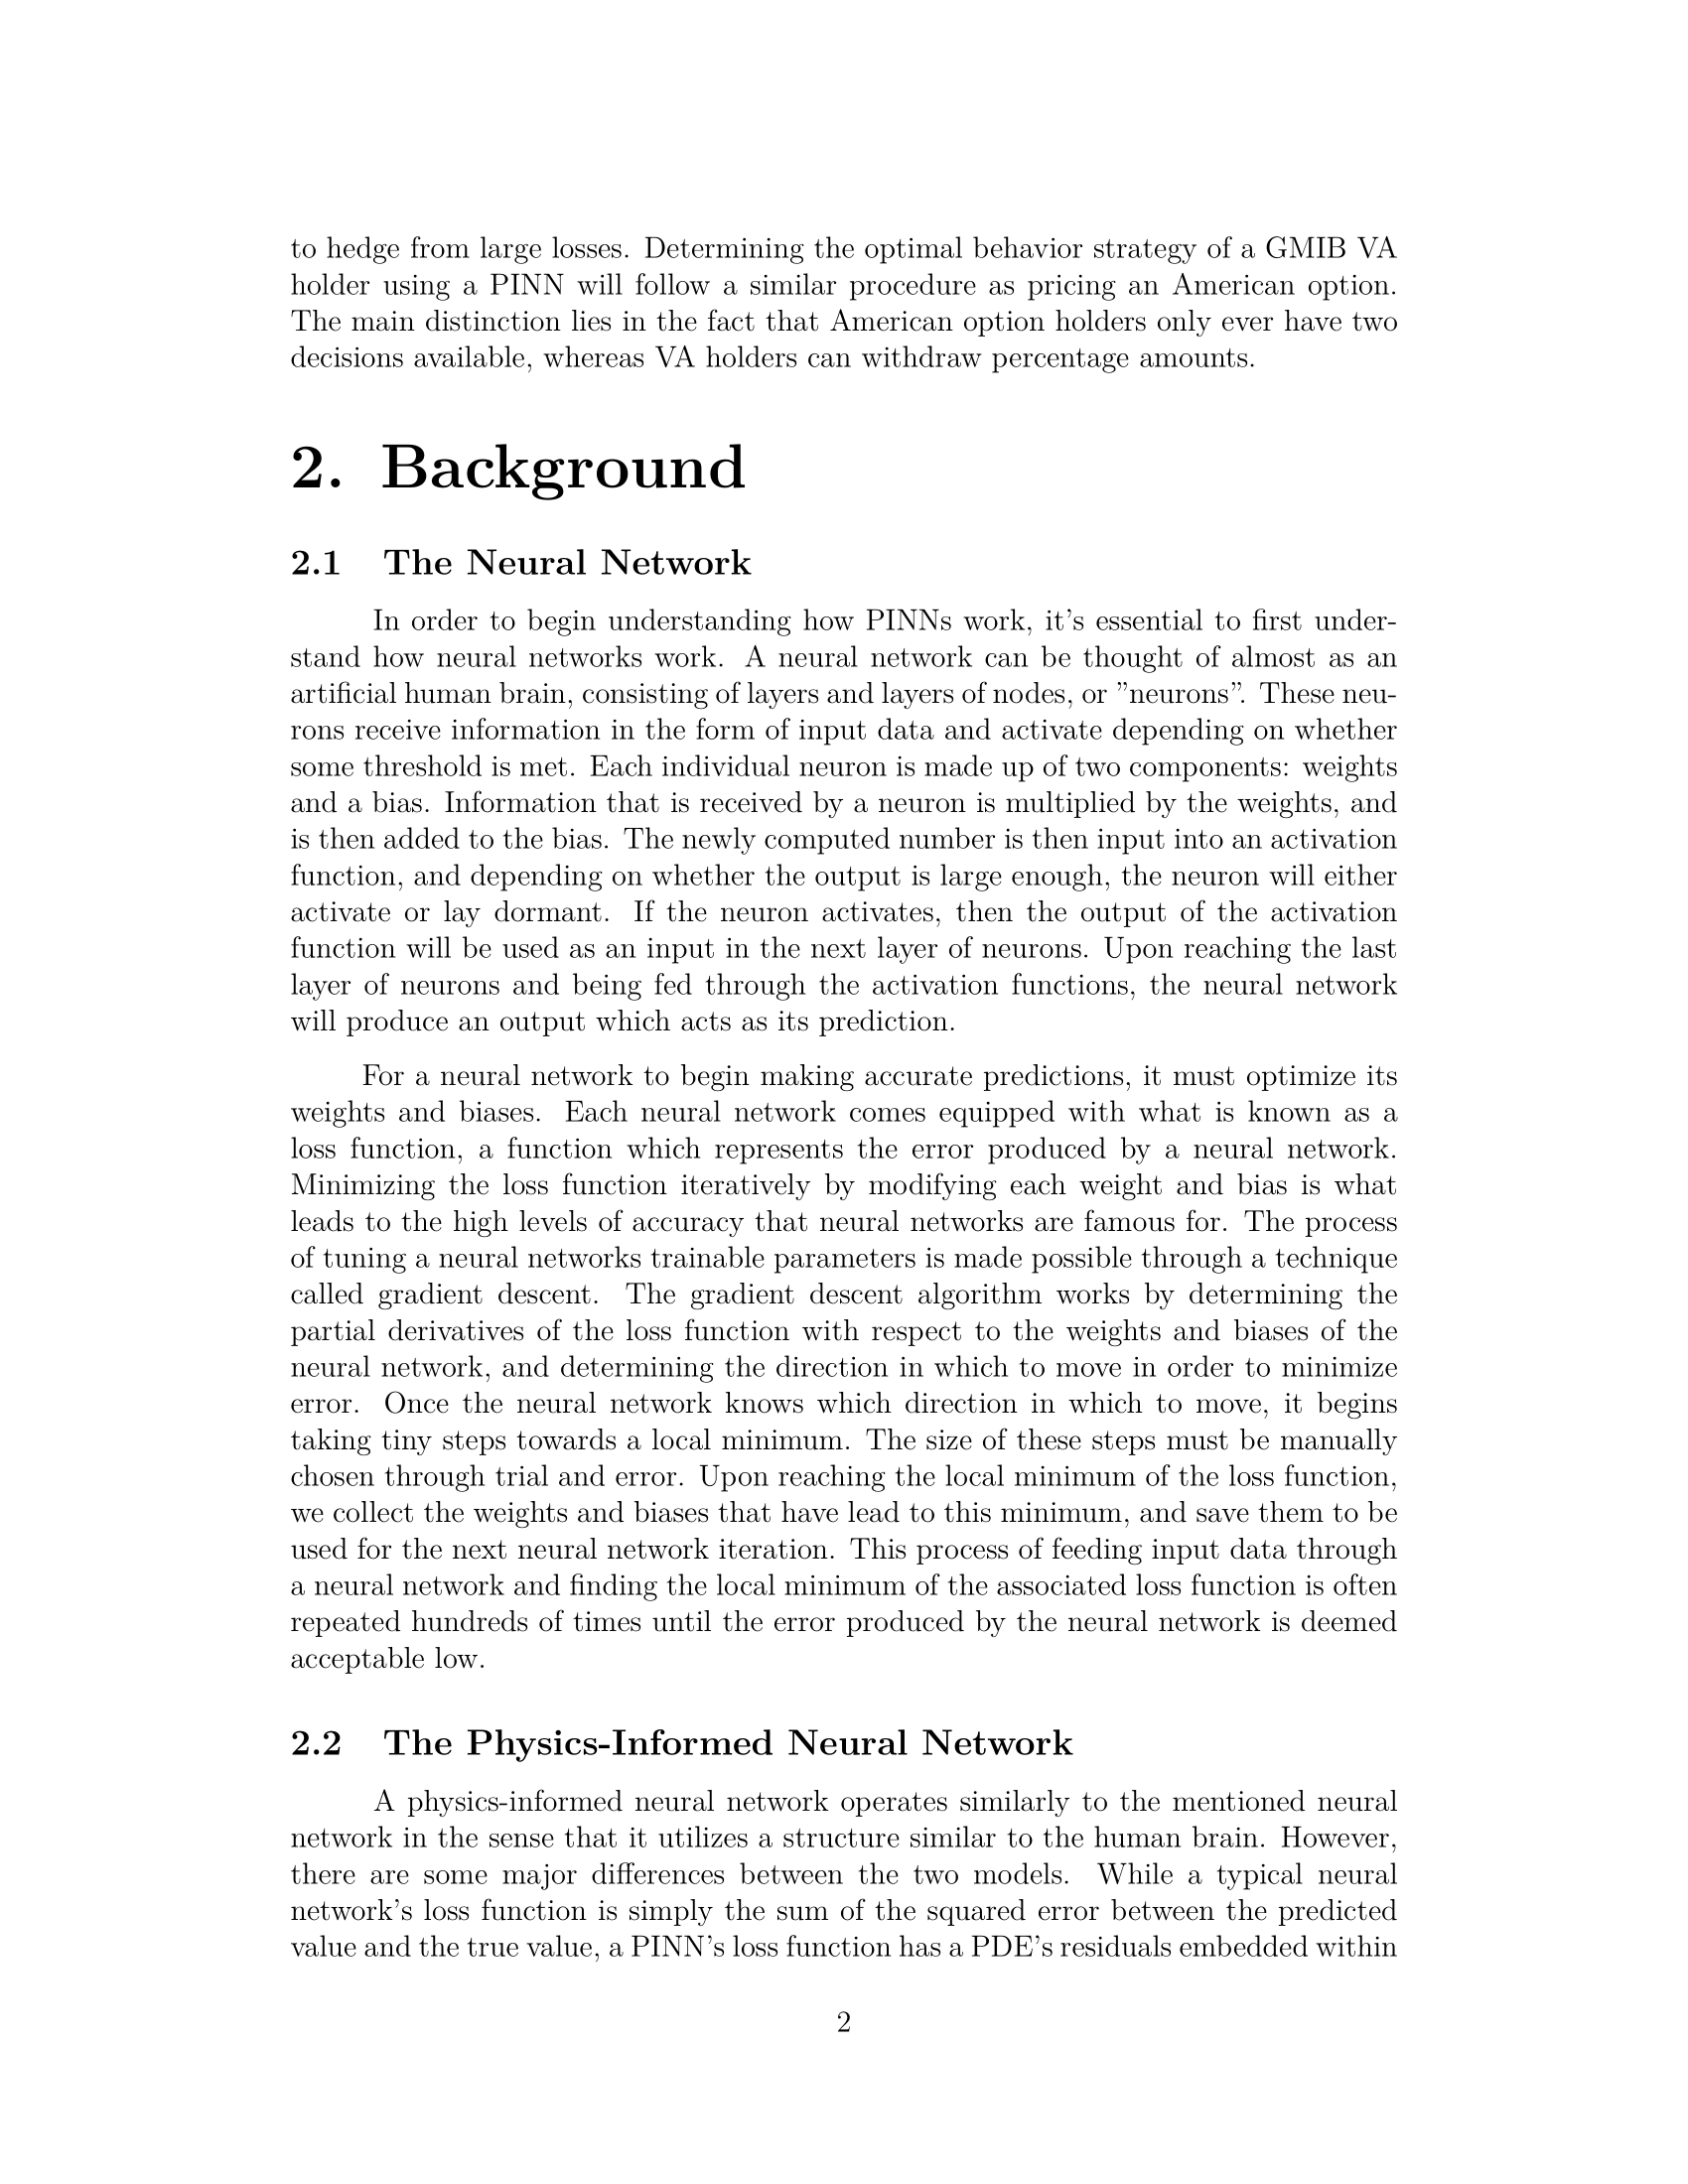 to hedge from large losses. Determining the optimal behavior strategy of a GMIB VA
holder using a PINN will follow a similar procedure as pricing an American option.
The main distinction lies in the fact that American option holders only ever have two
decisions available, whereas VA holders can withdraw percentage amounts.
2. Background
2.1 The Neural Network
In order to begin understanding how PINNs work, it's essential to first under-
stand how neural networks work. A neural network can be thought of almost as an
artificial human brain, consisting of layers and layers of nodes, or ”neurons”. These neu-
rons receive information in the form of input data and activate depending on whether
some threshold is met. Each individual neuron is made up of two components: weights
and a bias. Information that is received by a neuron is multiplied by the weights, and
is then added to the bias. The newly computed number is then input into an activation
function, and depending on whether the output is large enough, the neuron will either
activate or lay dormant. If the neuron activates, then the output of the activation
function will be used as an input in the next layer of neurons. Upon reaching the last
layer of neurons and being fed through the activation functions, the neural network
will produce an output which acts as its prediction.
For a neural network to begin making accurate predictions, it must optimize its
weights and biases. Each neural network comes equipped with what is known as a
loss function, a function which represents the error produced by a neural network.
Minimizing the loss function iteratively by modifying each weight and bias is what
leads to the high levels of accuracy that neural networks are famous for. The process
of tuning a neural networks trainable parameters is made possible through a technique
called gradient descent. The gradient descent algorithm works by determining the
partial derivatives of the loss function with respect to the weights and biases of the
neural network, and determining the direction in which to move in order to minimize
error. Once the neural network knows which direction in which to move, it begins
taking tiny steps towards a local minimum. The size of these steps must be manually
chosen through trial and error. Upon reaching the local minimum of the loss function,
we collect the weights and biases that have lead to this minimum, and save them to be
used for the next neural network iteration. This process of feeding input data through
a neural network and finding the local minimum of the associated loss function is often
repeated hundreds of times until the error produced by the neural network is deemed
acceptable low.
2.2 The Physics-Informed Neural Network
A physics-informed neural network operates similarly to the mentioned neural
network in the sense that it utilizes a structure similar to the human brain. However,
there are some major differences between the two models. While a typical neural
network's loss function is simply the sum of the squared error between the predicted
value and the true value, a PINN's loss function has a PDE's residuals embedded within
2